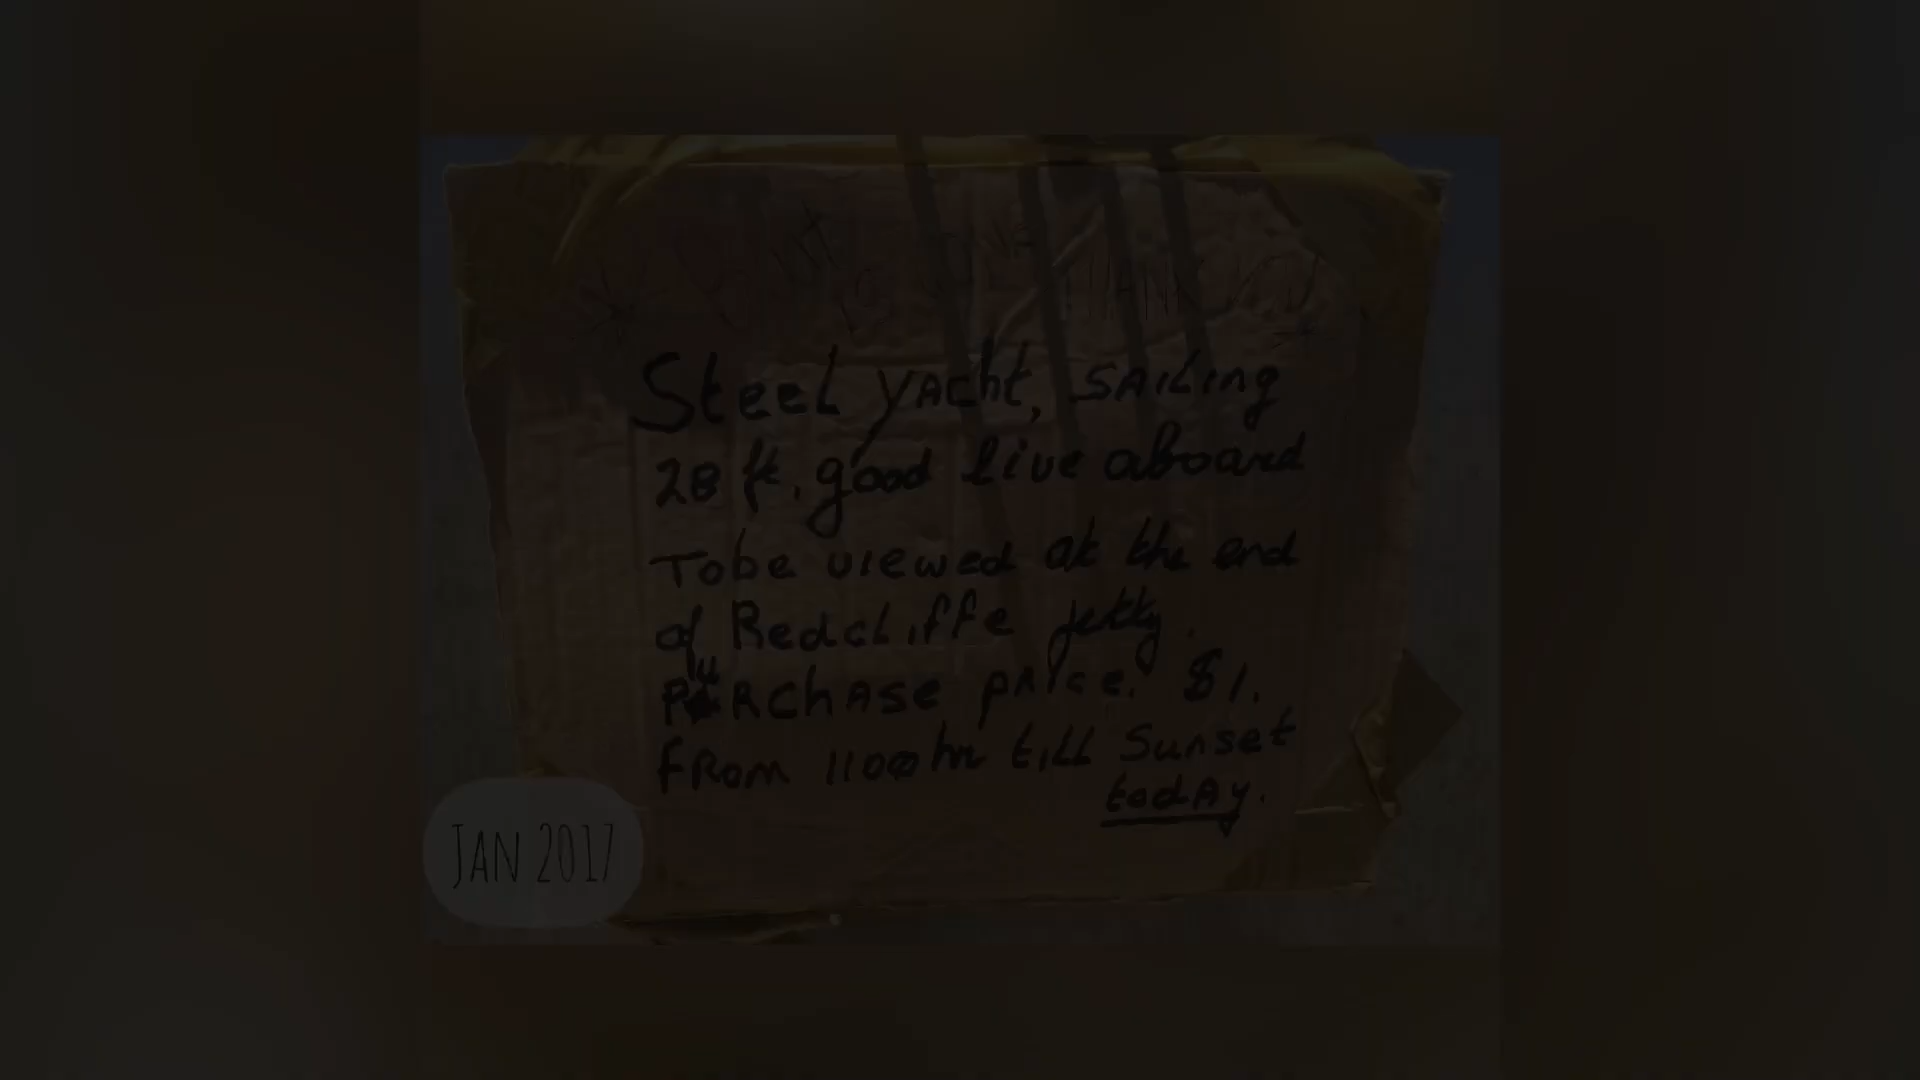 Steel yacht, sailing
28 ft. good live aboard
To be viewed at the end
of Redcliffe jetty.
Purchase price. $1.
From 1100hr till Sunset
today.
JAN 2017